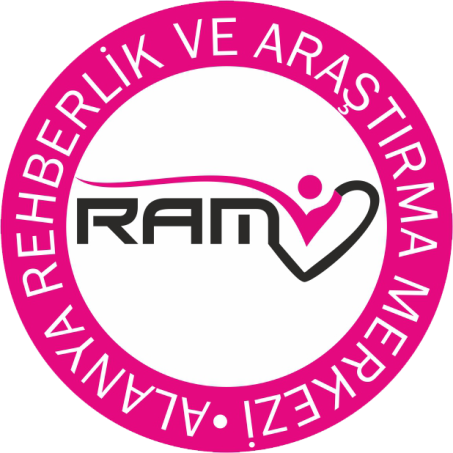 ALANYA REHBERLİK VE ARAŞTIRMA MERKEZİ •
RAM